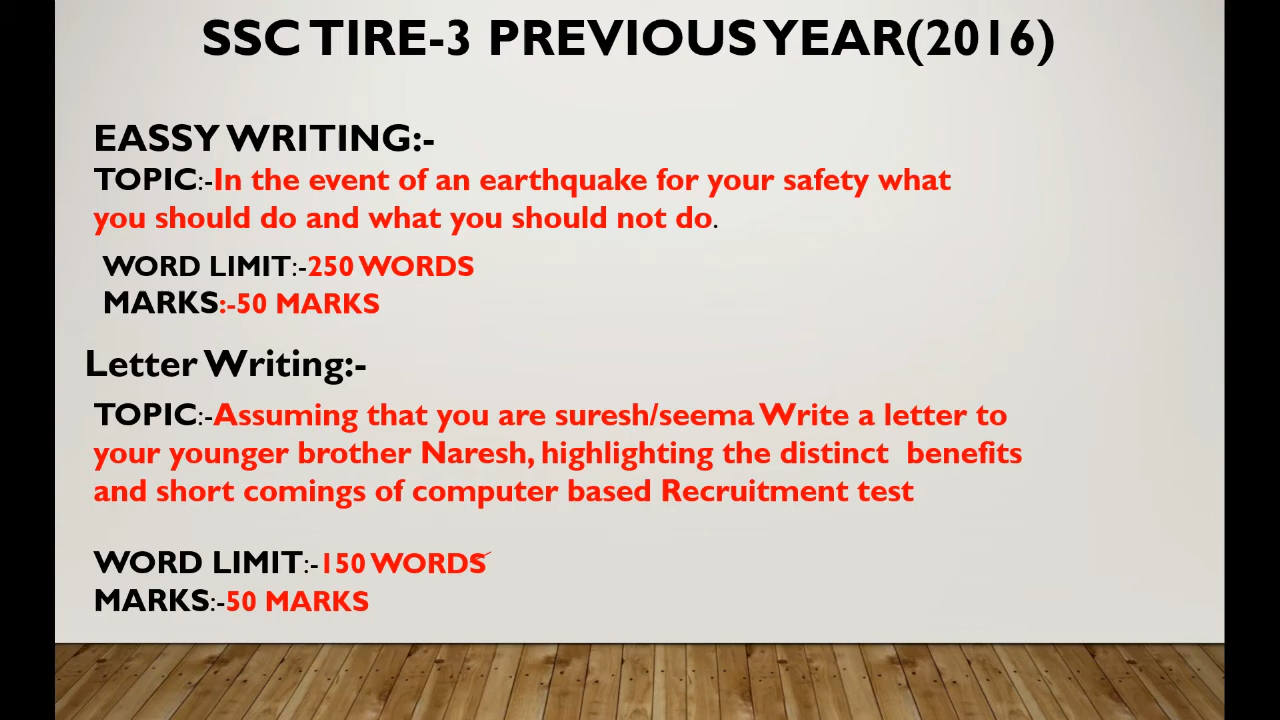 SSC TIRE-3 PREVIOUS YEAR(2016)
EASSY WRITING:-
TOPIC:-In the event of an earthquake for your safety what
you should do and what you should not do.
WORD LIMIT:-250 WORDS
MARKS:-50 MARKS
Letter Writing:-
TOPIC:-Assuming that you are suresh/seema Write a letter to
your younger brother Naresh, highlighting the distinct benefits
and short comings of computer based Recruitment test
WORD LIMIT:-150 WORDS
MARKS:-50 MARKS